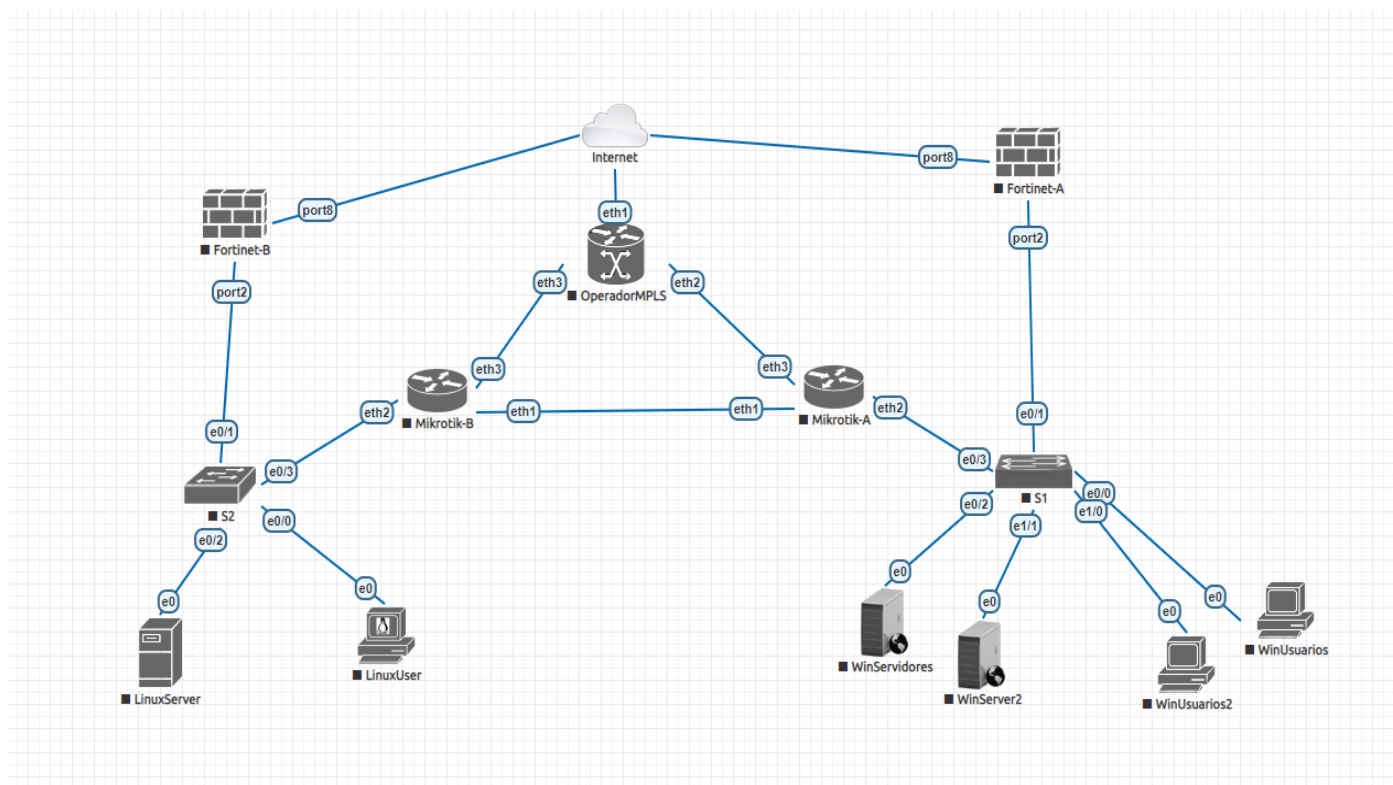 Internet
port8
Fortinet-A
port8
Fortinet-B
eth1
port2
eth3
eth2
OperadorMPLS
port2
eth3
eth3
eth2
eth1
eth1
eth2
Mikrotik-B
Mikrotik-A
e0/1
e0/1
e0/3
e0/3
S2
S1
e0/0
e0/2
e0/0
e1/0
e0/2
e1/1
e0
e0
e0
e0
e0
e0
LinuxServer
LinuxUser
WinServidores
WinServer2
WinUsuarios2
WinUsuarios